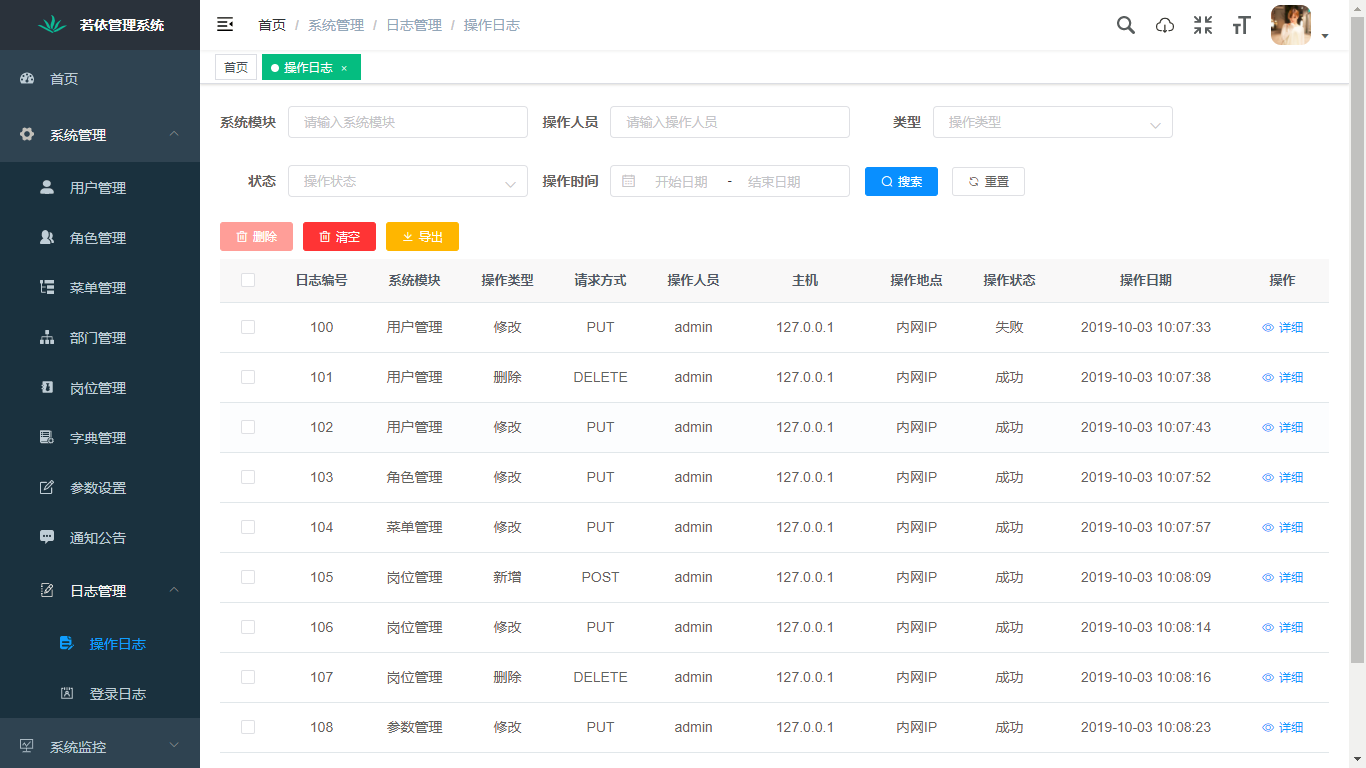 若依管理系统
首页
系统管理
用户管理
角色管理
菜单管理
部门管理
岗位管理
字典管理
参数设置
通知公告
日志管理
操作日志
登录日志
系统监控
首页 / 系统管理 / 日志管理 / 操作日志
首页 操作日志 ×
系统模块 请输入系统模块 操作人员 请输入操作人员 类型 操作类型
状态 操作状态 操作时间 开始日期 - 结束日期 搜索 重置
删除 清空 导出
日志编号 系统模块 操作类型 请求方式 操作人员 主机 操作地点 操作状态 操作日期 操作
100 用户管理 修改 PUT admin 127.0.0.1 内网IP 失败 2019-10-03 10:07:33 详细
101 用户管理 删除 DELETE admin 127.0.0.1 内网IP 成功 2019-10-03 10:07:38 详细
102 用户管理 修改 PUT admin 127.0.0.1 内网IP 成功 2019-10-03 10:07:43 详细
103 角色管理 修改 PUT admin 127.0.0.1 内网IP 成功 2019-10-03 10:07:52 详细
104 菜单管理 修改 PUT admin 127.0.0.1 内网IP 成功 2019-10-03 10:07:57 详细
105 岗位管理 新增 POST admin 127.0.0.1 内网IP 成功 2019-10-03 10:08:09 详细
106 岗位管理 修改 PUT admin 127.0.0.1 内网IP 成功 2019-10-03 10:08:14 详细
107 岗位管理 删除 DELETE admin 127.0.0.1 内网IP 成功 2019-10-03 10:08:16 详细
108 参数管理 修改 PUT admin 127.0.0.1 内网IP 成功 2019-10-03 10:08:23 详细